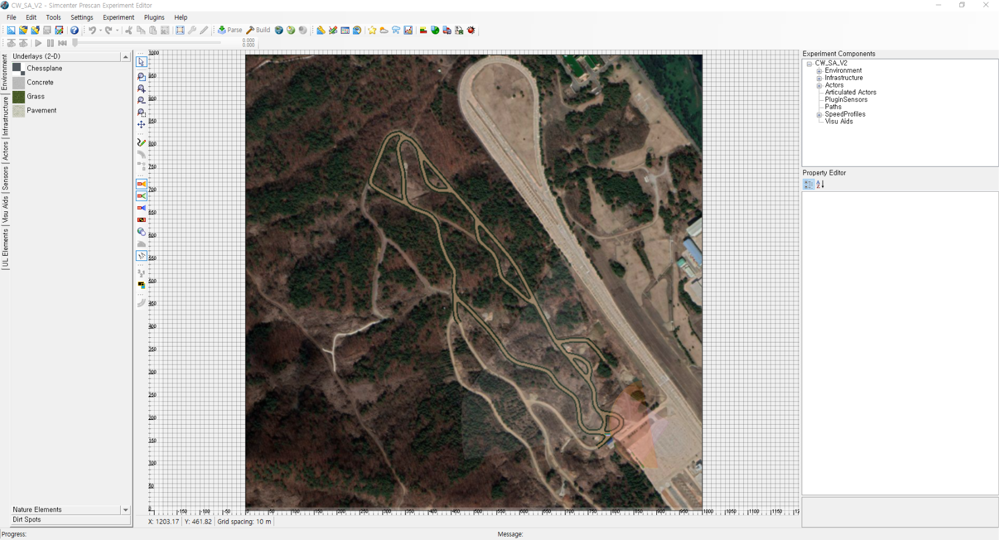 CW_SA_V2 - Simcenter Prescan Experiment Editor
File Edit Tools Settings Experiment Plugins Help
Parse Build
0.000
0.000
Environment
Infrastructure
Actors
Sensors
Visu Aids
UL Elements
Underlays (2-D)
Chessplane
Concrete
Grass
Pavement
Nature Elements
Dirt Spots
1000
950
900
850
800
750
700
650
600
550
500
450
400
350
300
250
200
150
100
50
0
-150 -100 -50 0 50 100 150 200 250 300 350 400 450 500 550 600 650 700 750 800 850 900 950 1000 1050 1100 1150
X: 1203.17 Y: 461.82 Grid spacing: 10 m
Experiment Components
CW_SA_V2
Environment
Infrastructure
Actors
Articulated Actors
PluginSensors
Paths
SpeedProfiles
Visu Aids
Property Editor
Progress:
Message: